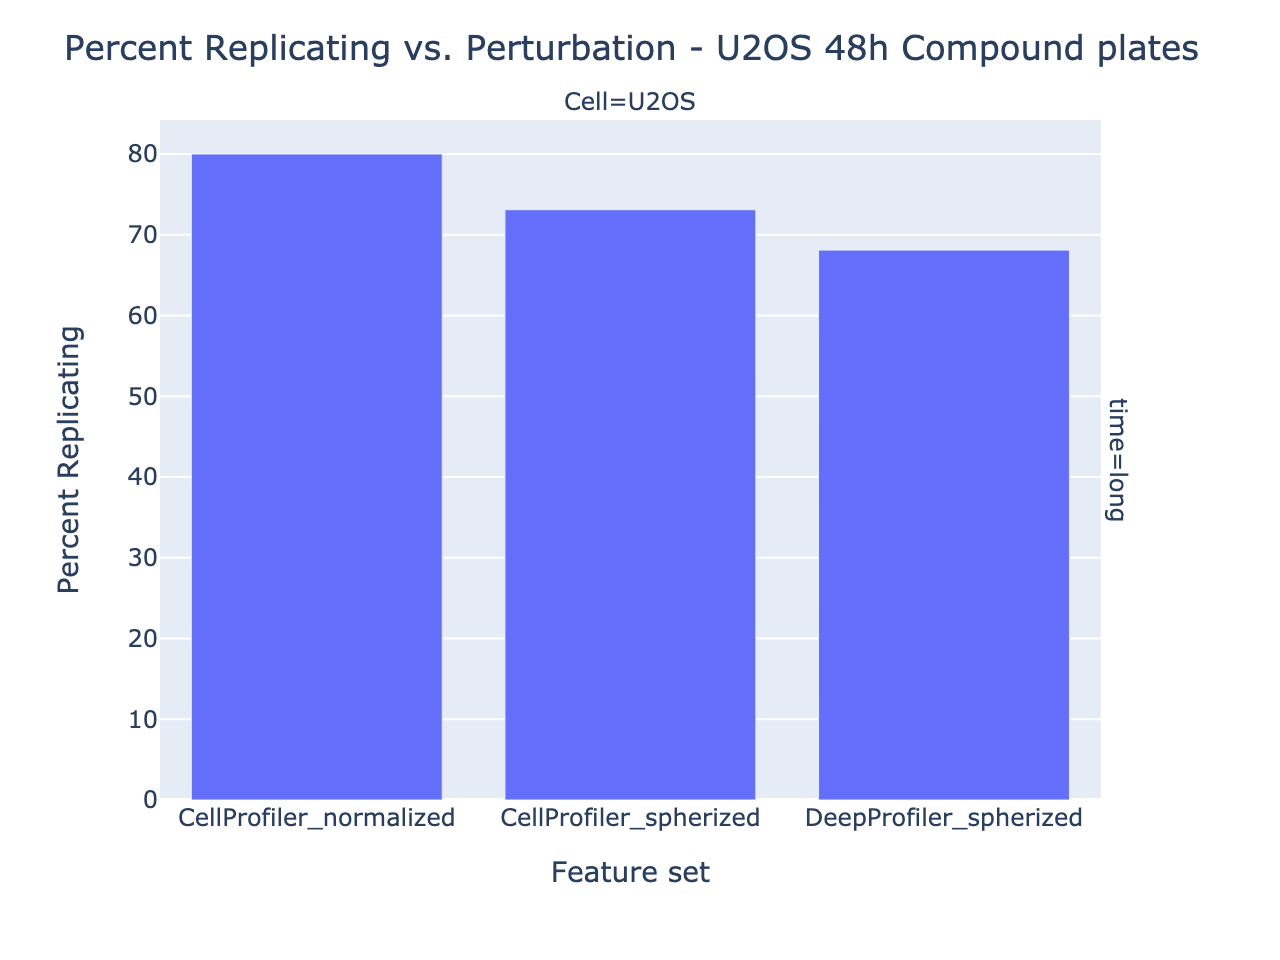 Percent Replicating vs. Perturbation - U2OS 48h Compound plates
Cell=U2OS
80
70
60
50
40
30
20
10
0
Percent Replicating
time=long
CellProfiler_normalized
CellProfiler_spherized
DeepProfiler_spherized
Feature set